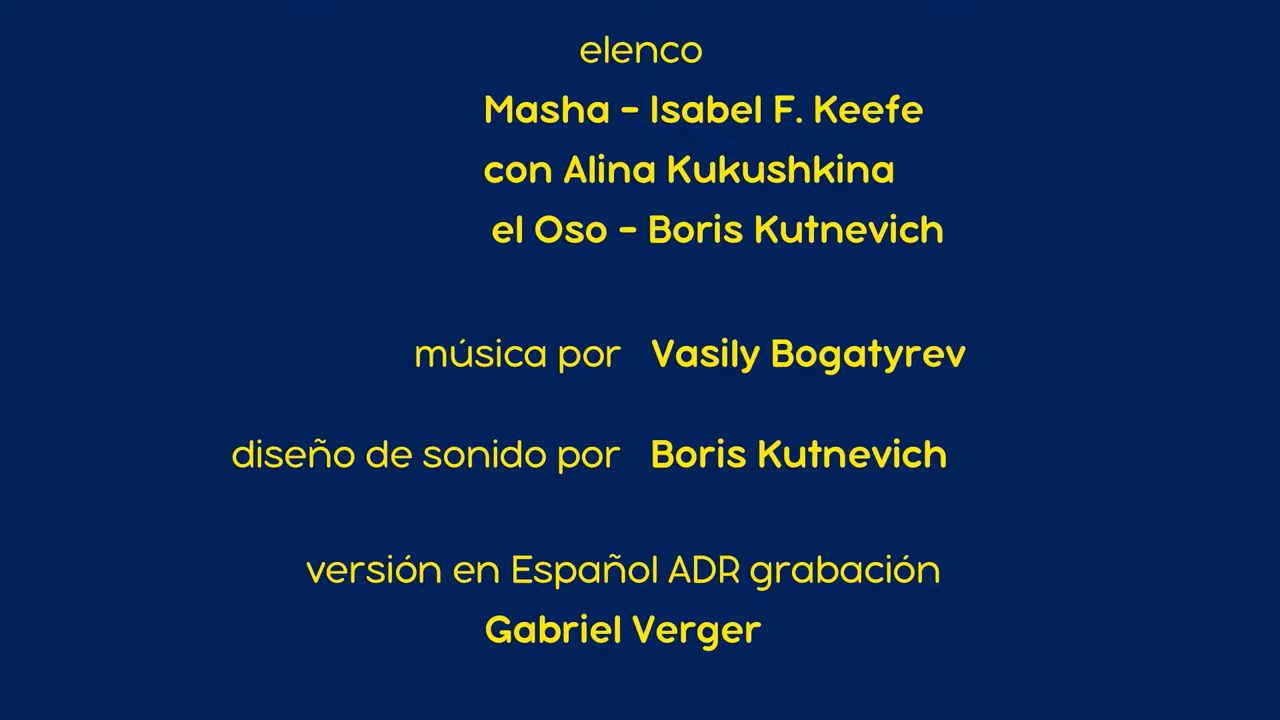 elenco
Masha - Isabel F. Keefe
con Alina Kukushkina
el Oso - Boris Kutnevich
música por Vasily Bogatyrev
diseño de sonido por Boris Kutnevich
versión en Español ADR grabación
Gabriel Verger